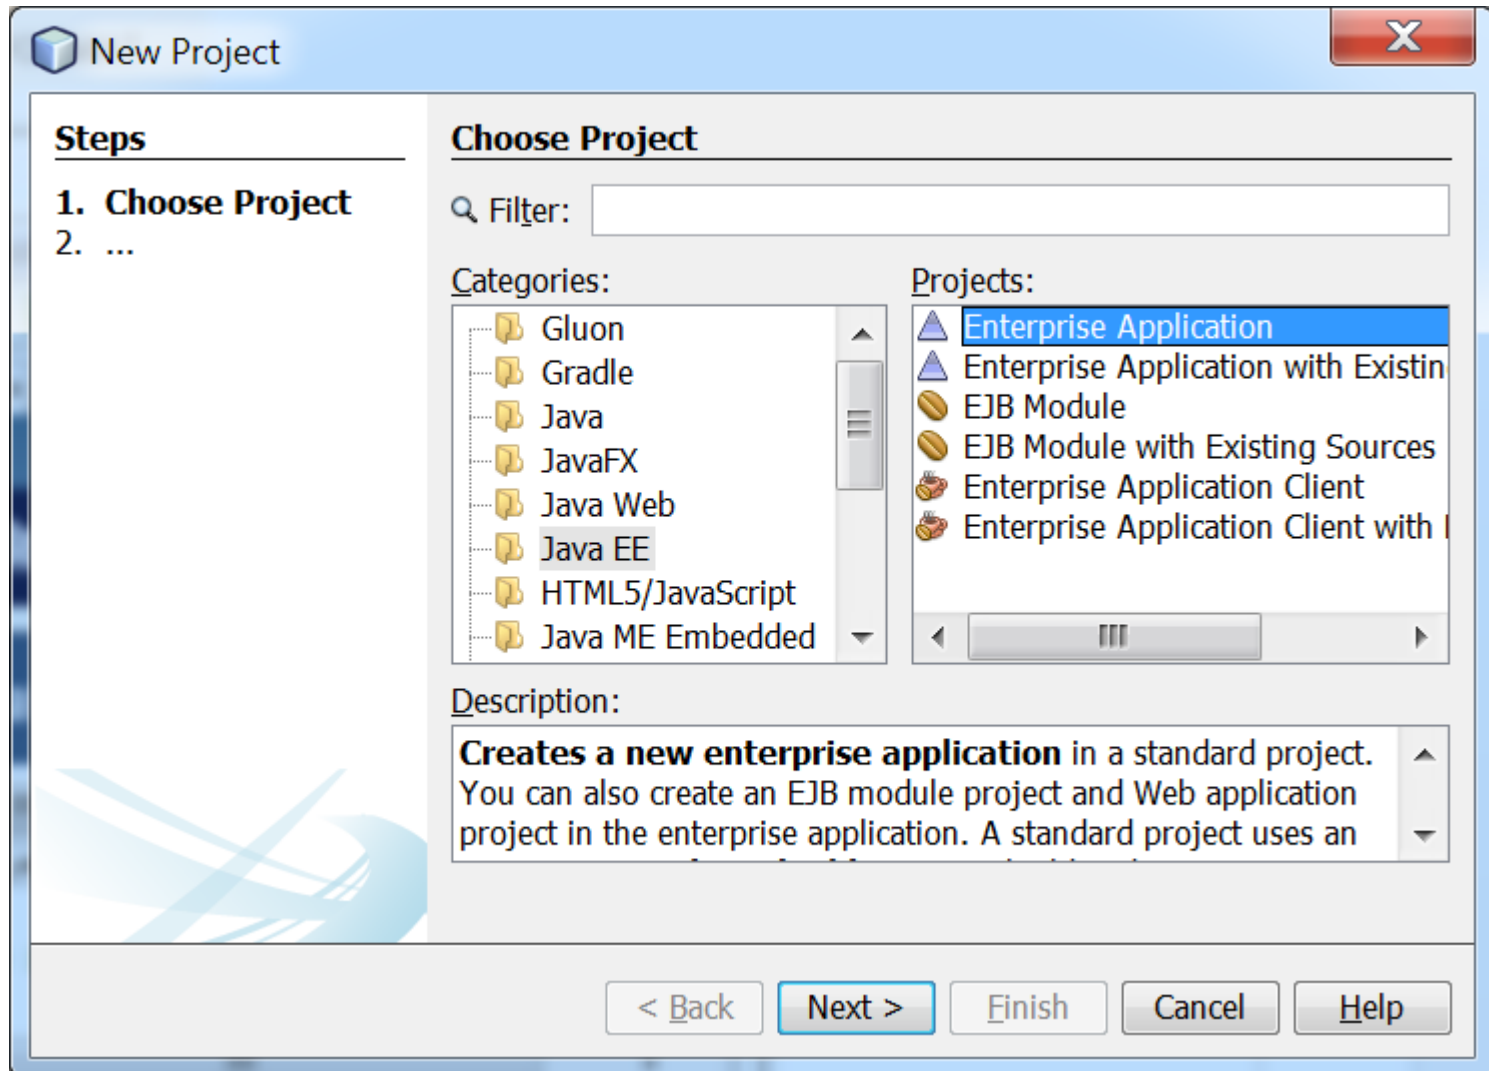 New Project
Steps
1. Choose Project
2. ...
Choose Project
Filter:
Categories:
Gluon
Gradle
Java
JavaFX
Java Web
Java EE
HTML5/JavaScript
Java ME Embedded
Projects:
Enterprise Application
Enterprise Application with Existin
EJB Module
EJB Module with Existing Sources
Enterprise Application Client
Enterprise Application Client with
Description:
Creates a new enterprise application in a standard project.
You can also create an EJB module project and Web application
project in the enterprise application. A standard project uses an
< Back
Next >
Finish
Cancel
Help